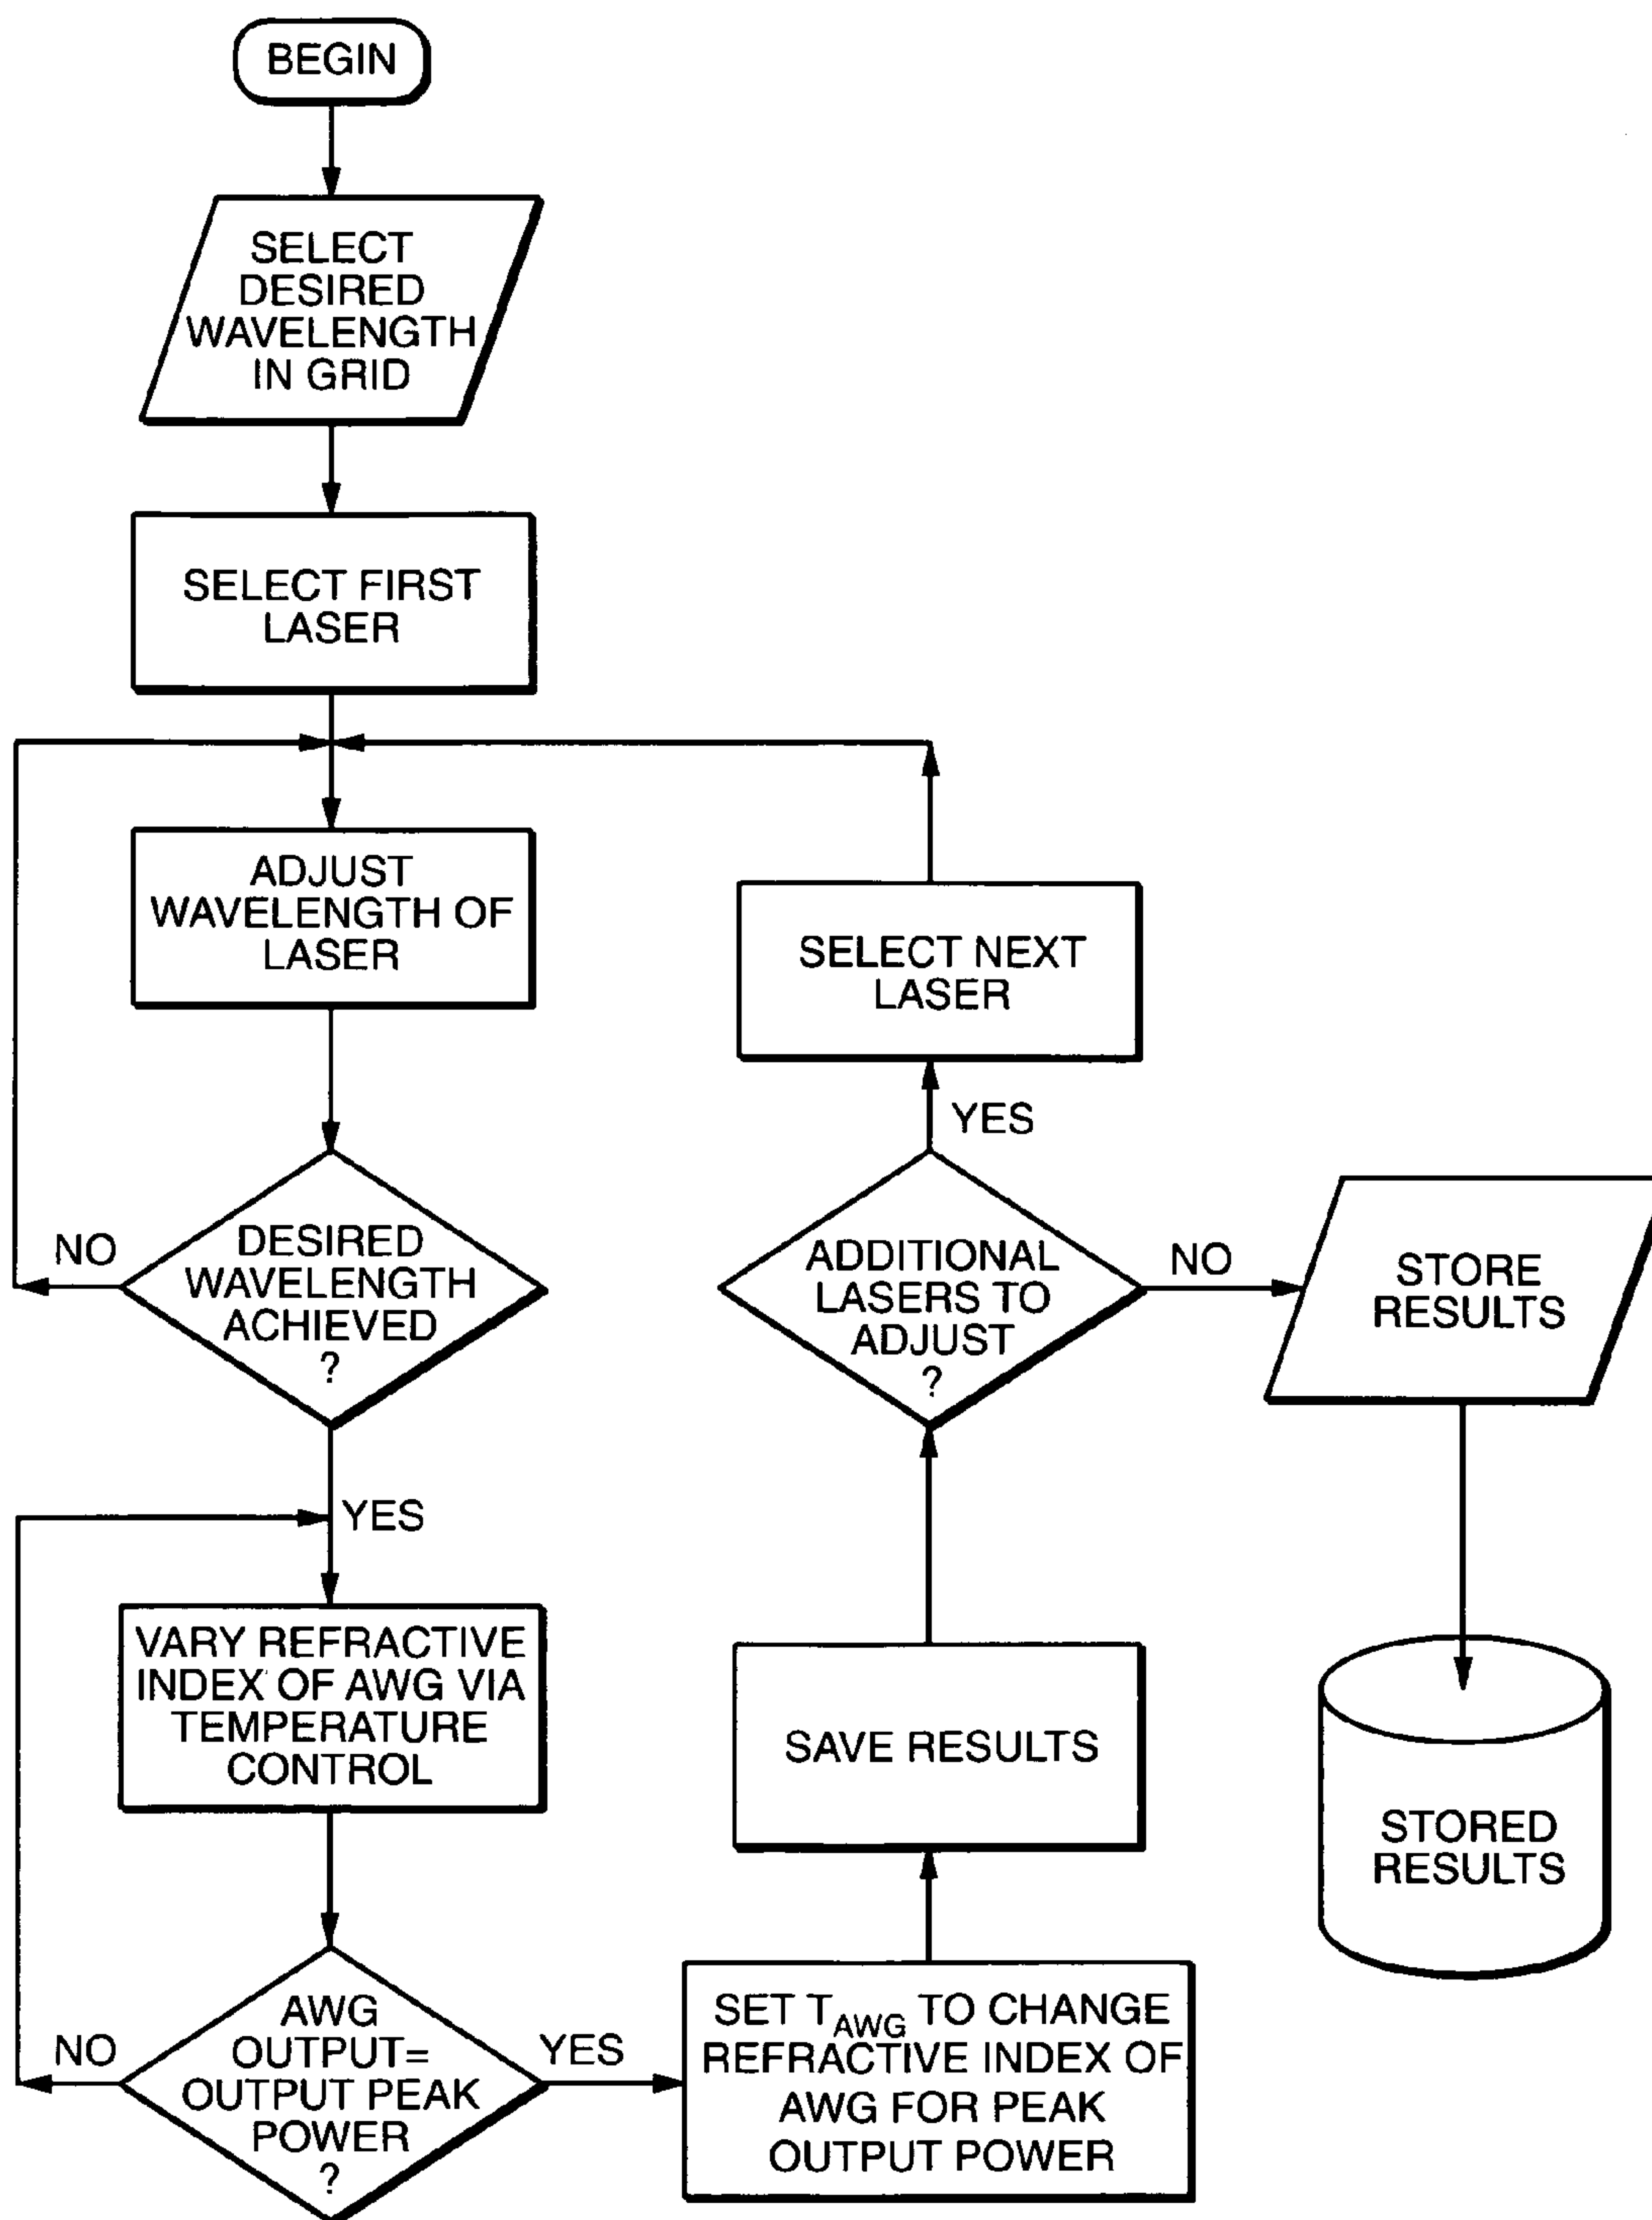 BEGIN
SELECT
DESIRED
WAVELENGTH
IN GRID
SELECT FIRST
LASER
ADJUST
WAVELENGTH OF
LASER
DESIRED
WAVELENGTH
ACHIEVED
?
NO
YES
VARY REFRACTIVE
INDEX OF AWG VIA
TEMPERATURE
CONTROL
AWG
OUTPUT=
OUTPUT PEAK
POWER
?
NO
YES
SET TAWG TO CHANGE
REFRACTIVE INDEX OF
AWG FOR PEAK
OUTPUT POWER
SAVE RESULTS
ADDITIONAL
LASERS TO
ADJUST
?
YES
SELECT NEXT
LASER
NO
STORE
RESULTS
STORED
RESULTS